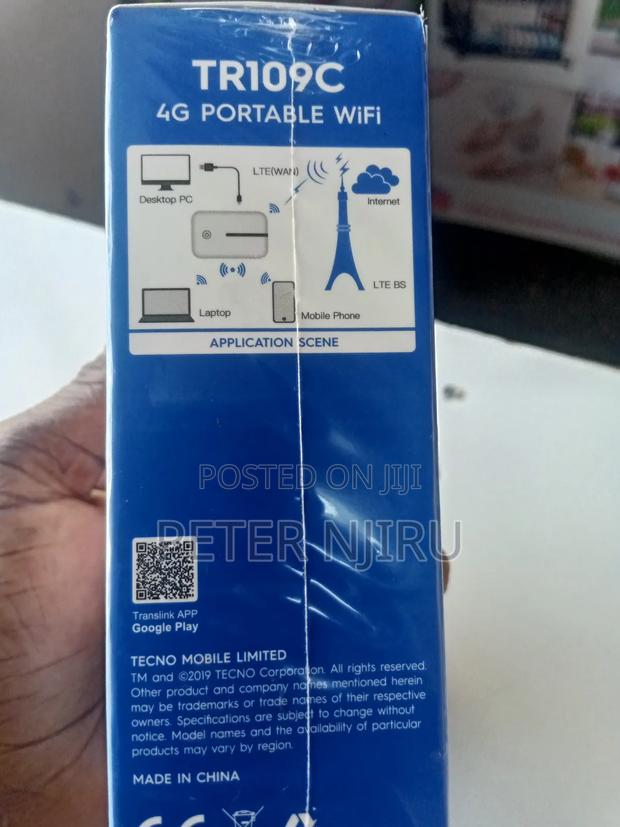 TR109C
4G PORTABLE WiFi
LTE(WAN)
Desktop PC
Internet
LTE BS
Laptop
Mobile Phone
APPLICATION SCENE
POSTED ON JIJI
PETER NJIRU
Translink APP
Google Play
TECNO MOBILE LIMITED
TM and ©2019 TECNO Corporation. All rights reserved.
Other product and company names mentioned herein
may be trademarks or trade names of their respective
owners. Specifications are subject to change without
notice. Model names and the availability of particular
products may vary by region.
MADE IN CHINA
CE